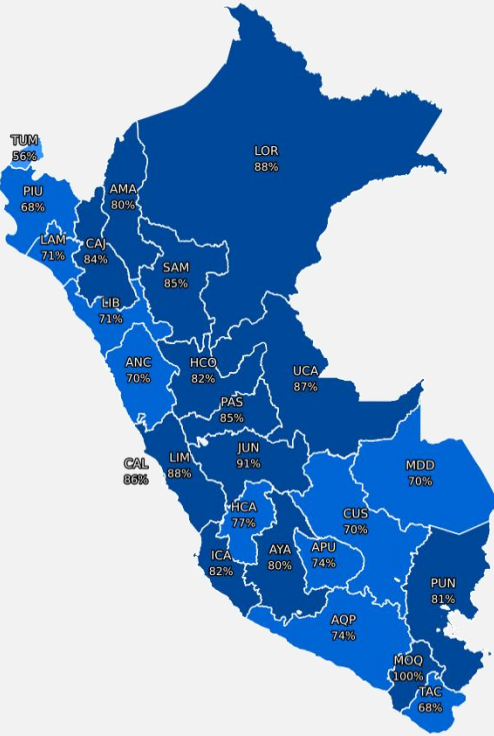 LOR
88%
TUM
56%
AMA
80%
PIU
68%
LAM
71%
CAJ
84%
SAM
85%
LIB
71%
ANC
70%
HCO
82%
UCA
87%
PAS
85%
JUN
91%
LIM
88%
CAL
86%
MDD
70%
HCA
77%
CUS
70%
ICA
82%
AYA
80%
APU
74%
PUN
81%
AQP
74%
MOQ
100%
TAC
68%